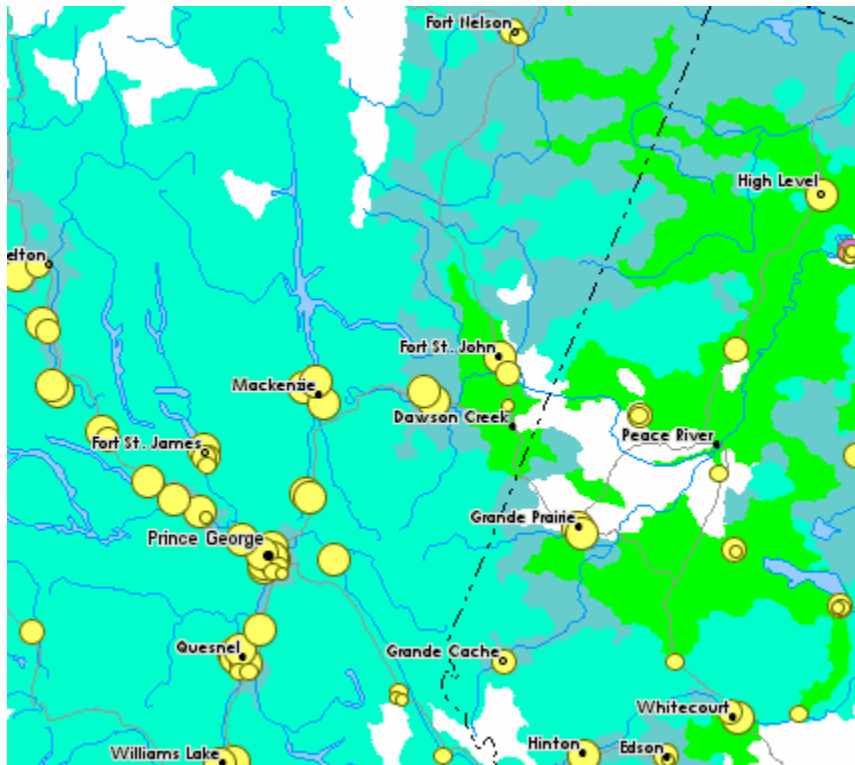 Fort Nelson
High Level
elton
Fort St. John
Mackenzie
Dawson Creek
Peace River
Fort St. James
Grande Prairie
Prince George
Quesnel
Grande Cache
Whitecourt
Williams Lake
Hinton
Edson